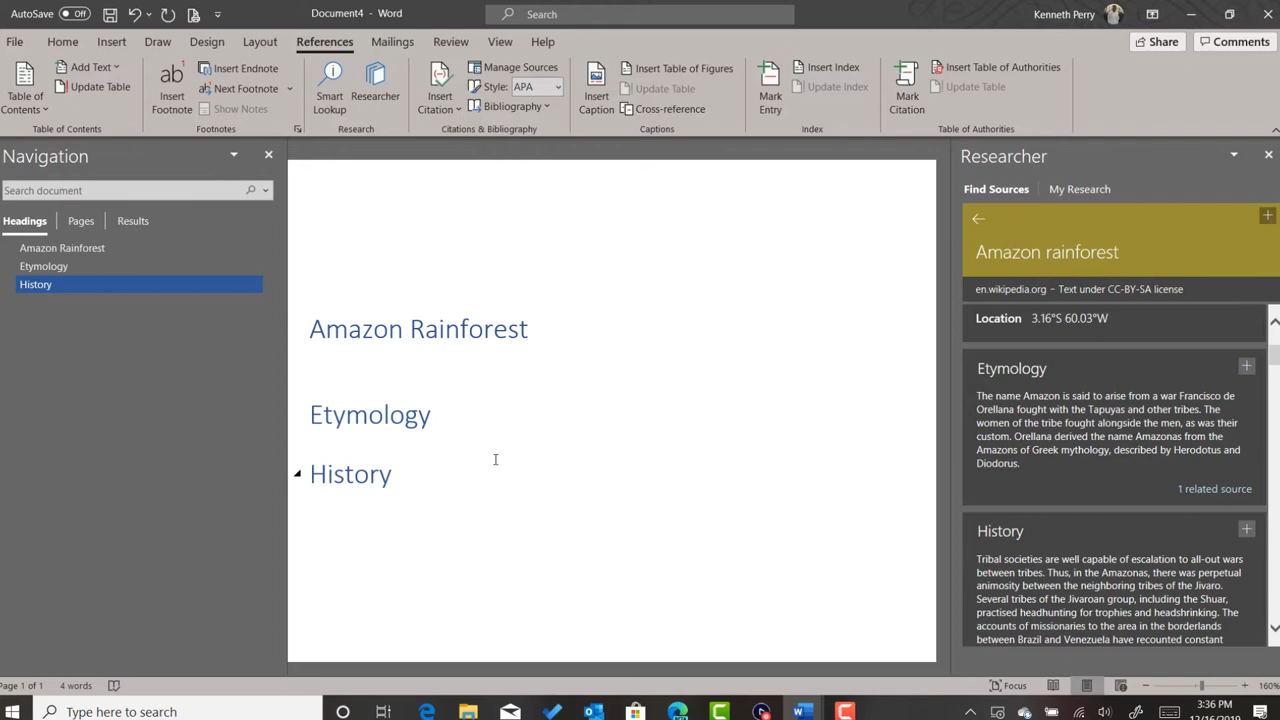 AutoSave Off Document4 - Word Search Kenneth Perry
File Home Insert Draw Design Layout References Mailings Review View Help Share Comments
Table of Contents Add Text Update Table
Insert Footnote Insert Endnote Next Footnote Show Notes
Smart Lookup Researcher
Insert Citation Manage Sources Style: APA Bibliography
Insert Caption Insert Table of Figures Update Table Cross-reference
Mark Entry Insert Index Update Index
Mark Citation Insert Table of Authorities Update Table
Table of Contents Footnotes Research Citations & Bibliography Captions Index Table of Authorities
Navigation
Search document
Headings Pages Results
Amazon Rainforest
Etymology
History
Amazon Rainforest
Etymology
History
Researcher
Find Sources My Research
Amazon rainforest
en.wikipedia.org - Text under CC-BY-SA license
Location 3.16°S 60.03°W
Etymology
The name Amazon is said to arise from a war Francisco de
Orellana fought with the Tapuyas and other tribes. The
women of the tribe fought alongside the men, as was their
custom. Orellana derived the name Amazonas from the
Amazons of Greek mythology, described by Herodotus and
Diodorus.
1 related source
History
Tribal societies are well capable of escalation to all-out wars
between tribes. Thus, in the Amazonas, there was perpetual
animosity between the neighboring tribes of the Jivaro.
Several tribes of the Jivaroan group, including the Shuar,
practised headhunting for trophies and headshrinking. The
accounts of missionaries to the area in the borderlands
between Brazil and Venezuela have recounted constant
Page 1 of 1 4 words Focus 160%
Type here to search 3:36 PM
12/16/2019